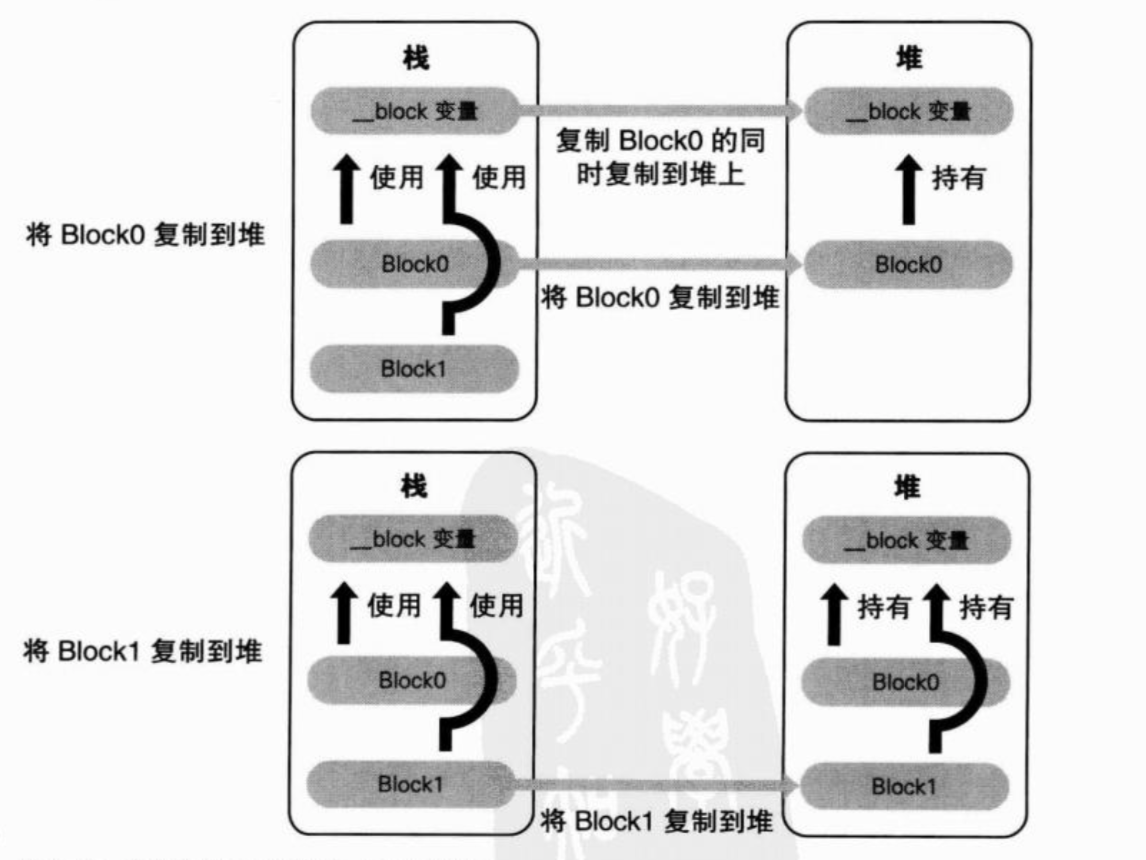 栈
堆
__block 变量
__block 变量
复制 Block0 的同
时复制到堆上
使用
使用
持有
将 Block0 复制到堆
Block0
Block0
将 Block0 复制到堆
Block1
栈
堆
__block 变量
__block 变量
使用
使用
持有
持有
将 Block1 复制到堆
Block0
Block0
Block1
Block1
将 Block1 复制到堆